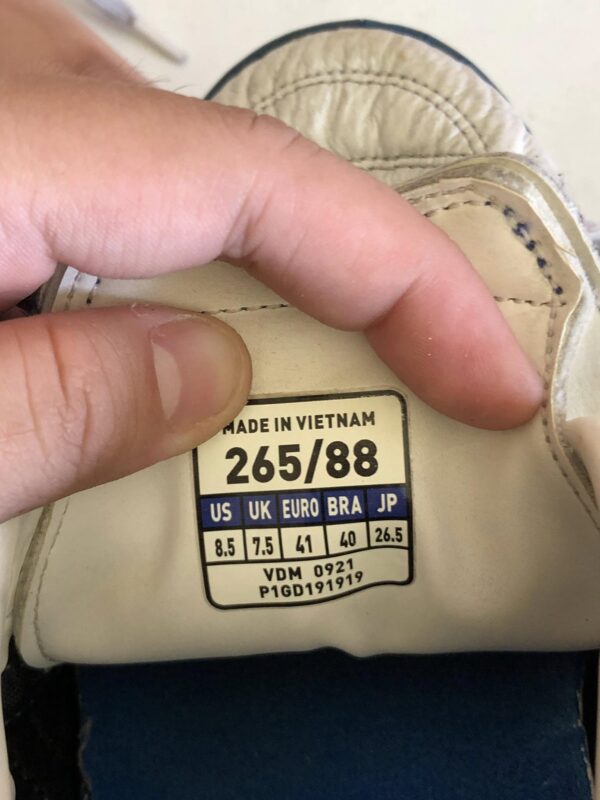 MADE IN VIETNAM
265/88
US UK EURO BRA JP
8.5 7.5 41 40 26.5
VDM 0921
P1GD191919